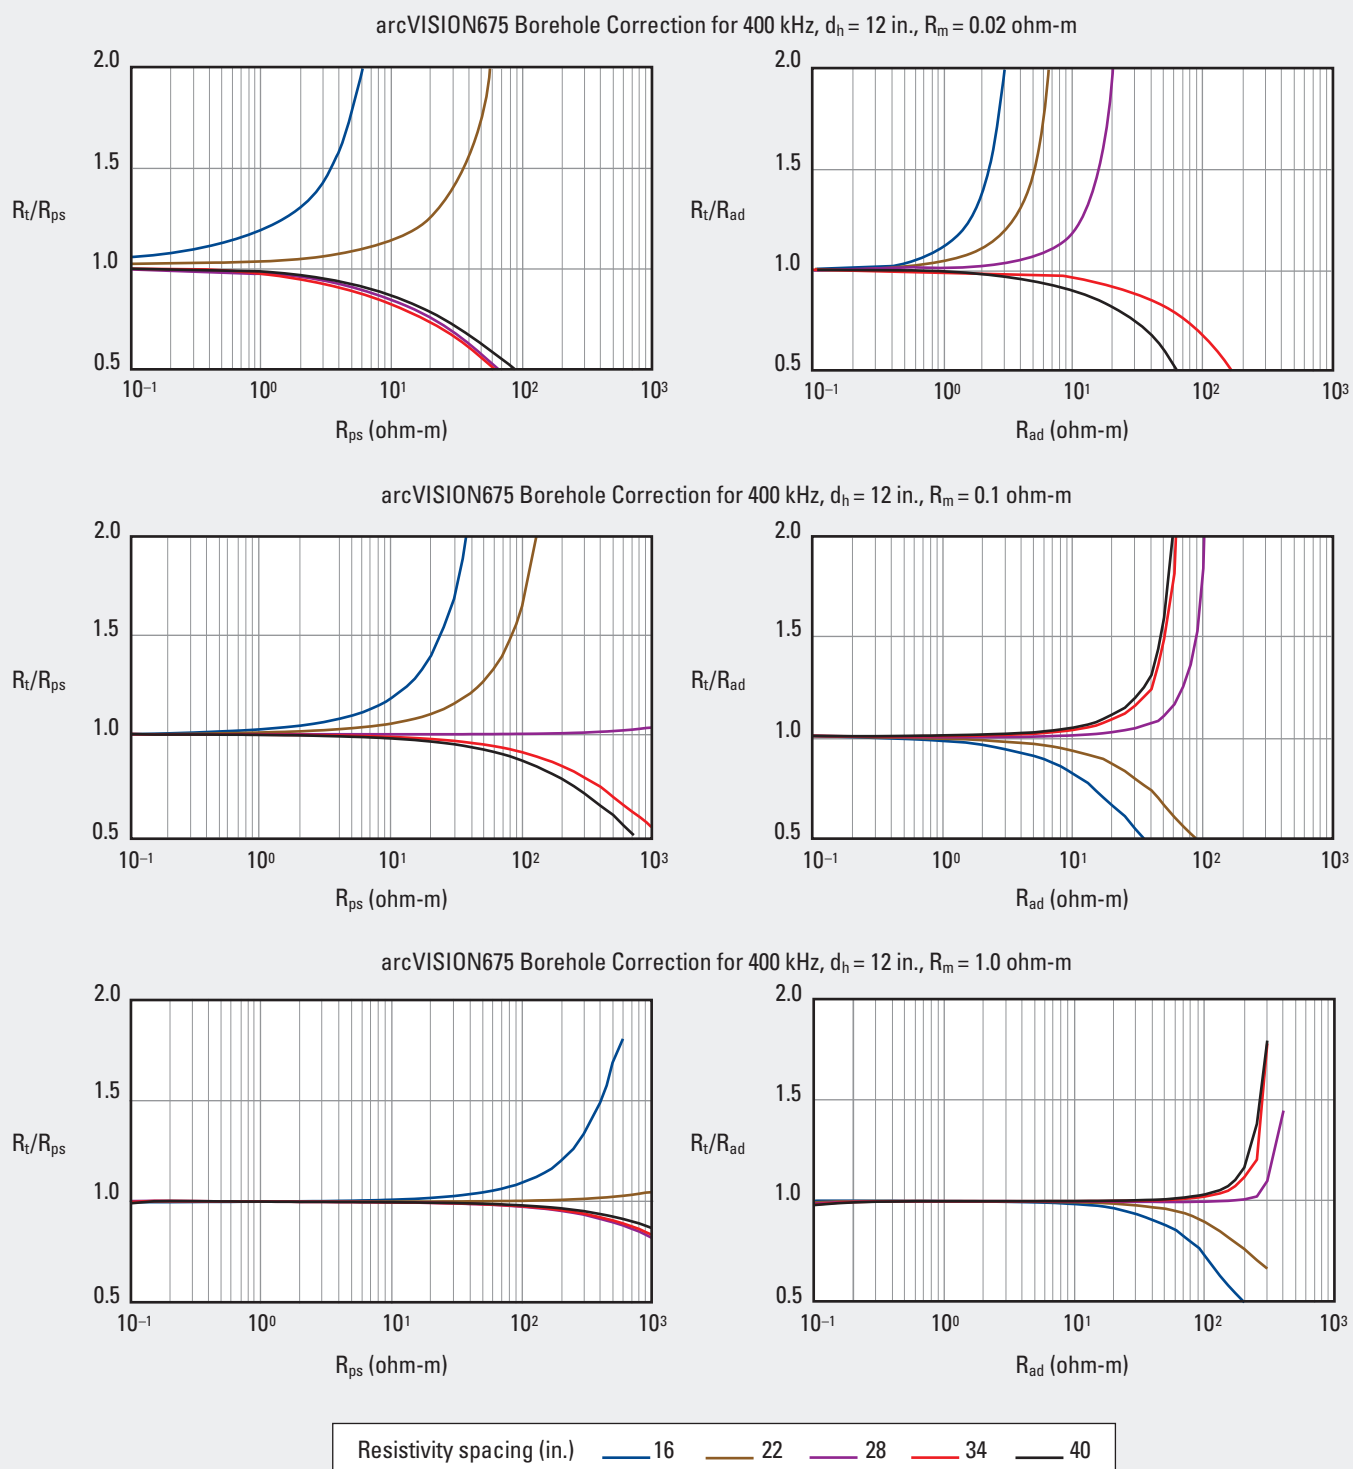 arcVISION675 Borehole Correction for 400 kHz, dₕ = 12 in., Rₘ = 0.02 ohm-m
2.0
1.5
1.0
0.5
Rₜ/Rₚₛ
10⁻¹ 10⁰ 10¹ 10² 10³
Rₚₛ (ohm-m)
2.0
1.5
1.0
0.5
Rₜ/R_ad
10⁻¹ 10⁰ 10¹ 10² 10³
R_ad (ohm-m)
arcVISION675 Borehole Correction for 400 kHz, dₕ = 12 in., Rₘ = 0.1 ohm-m
2.0
1.5
1.0
0.5
Rₜ/Rₚₛ
10⁻¹ 10⁰ 10¹ 10² 10³
Rₚₛ (ohm-m)
2.0
1.5
1.0
0.5
Rₜ/R_ad
10⁻¹ 10⁰ 10¹ 10² 10³
R_ad (ohm-m)
arcVISION675 Borehole Correction for 400 kHz, dₕ = 12 in., Rₘ = 1.0 ohm-m
2.0
1.5
1.0
0.5
Rₜ/Rₚₛ
10⁻¹ 10⁰ 10¹ 10² 10³
Rₚₛ (ohm-m)
2.0
1.5
1.0
0.5
Rₜ/R_ad
10⁻¹ 10⁰ 10¹ 10² 10³
R_ad (ohm-m)
Resistivity spacing (in.) 16 22 28 34 40